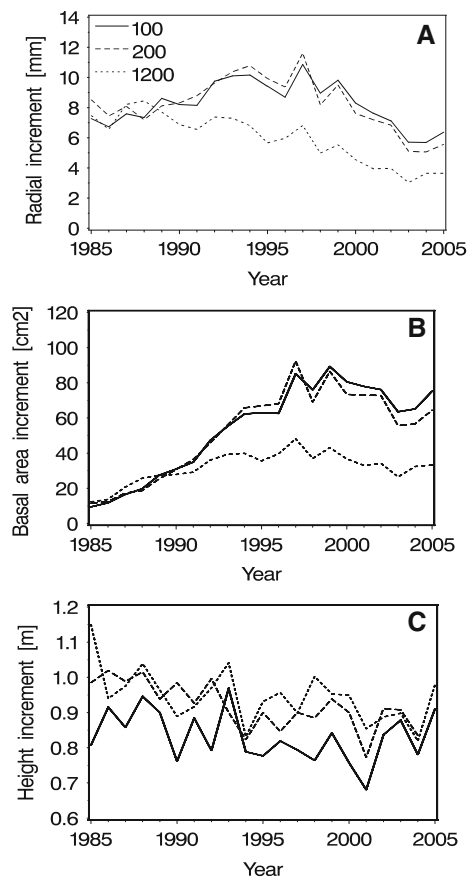 A
14
12
10
8
6
4
2
0
100
200
1200
Radial increment [mm]
1985 1990 1995 2000 2005
Year
B
120
100
80
60
40
20
0
Basal area increment [cm2]
1985 1990 1995 2000 2005
Year
C
1.2
1.1
1.0
0.9
0.8
0.7
0.6
Height increment [m]
1985 1990 1995 2000 2005
Year